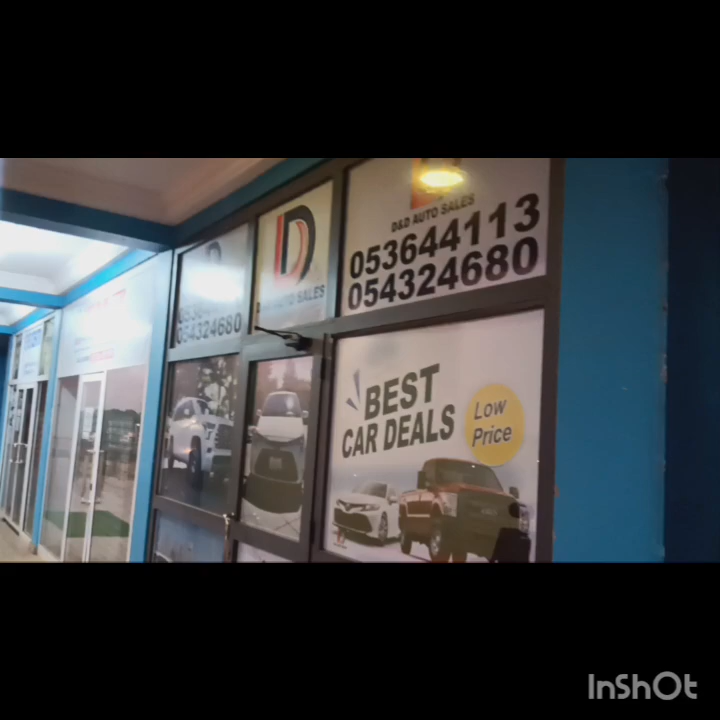 D&D AUTO SALES
053644113
054324680
D
D&D AUTO SALES
054324680
BEST
CAR DEALS
Low
Price
InShOt